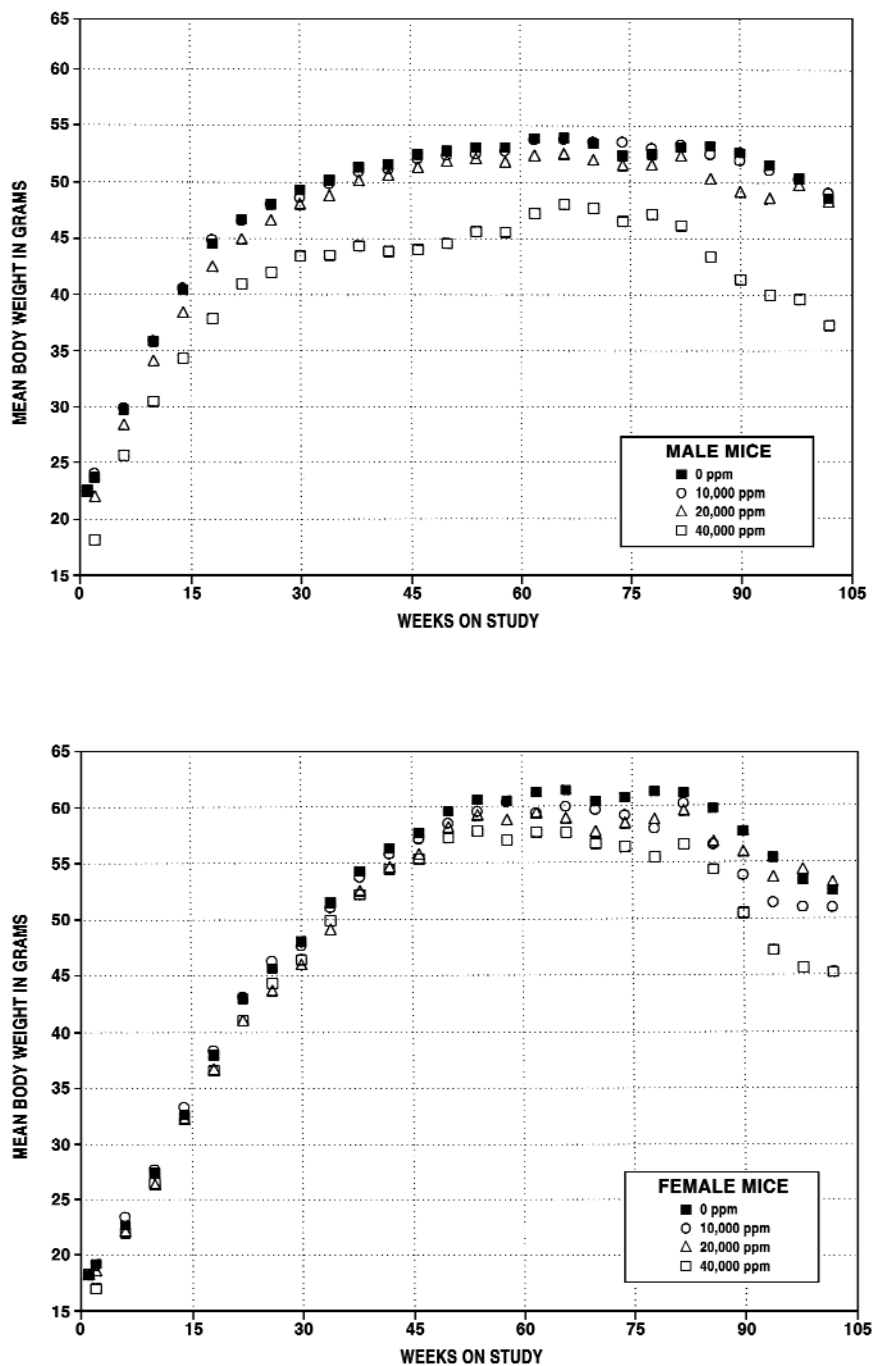 65
60
55
50
45
40
35
30
25
20
15
MEAN BODY WEIGHT IN GRAMS
MALE MICE
0 ppm
10,000 ppm
20,000 ppm
40,000 ppm
0 15 30 45 60 75 90 105
WEEKS ON STUDY
65
60
55
50
45
40
35
30
25
20
15
MEAN BODY WEIGHT IN GRAMS
FEMALE MICE
0 ppm
10,000 ppm
20,000 ppm
40,000 ppm
0 15 30 45 60 75 90 105
WEEKS ON STUDY